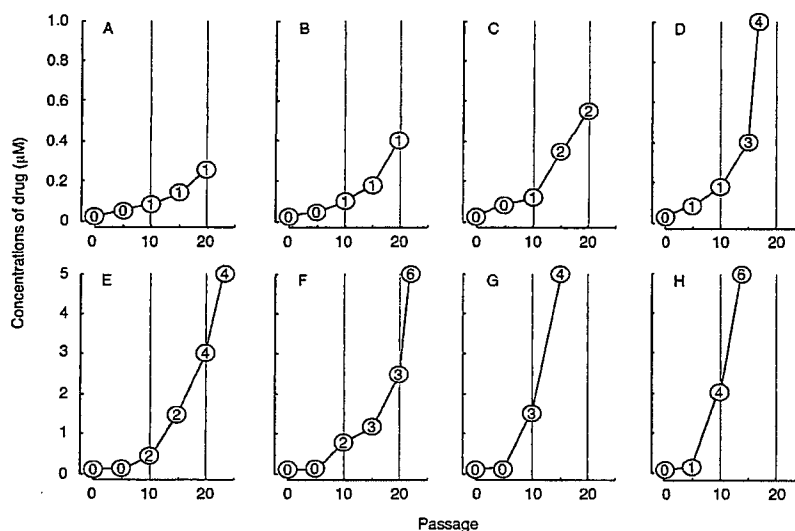 A B C D
1.0
0.8
0.6
0.4
0.2
0
0 0 1 1 1
0 0 1 1 1
0 0 1 2 2
0 1 1 3 4
0 10 20 0 10 20 0 10 20 0 10 20
Concentrations of drug (µM)
E F G H
5
4
3
2
1
0
0 0 2 2 4 4
0 0 2 3 3 5
0 0 3 4
0 1 4 6
0 10 20 0 10 20 0 10 20 0 10 20
Passage